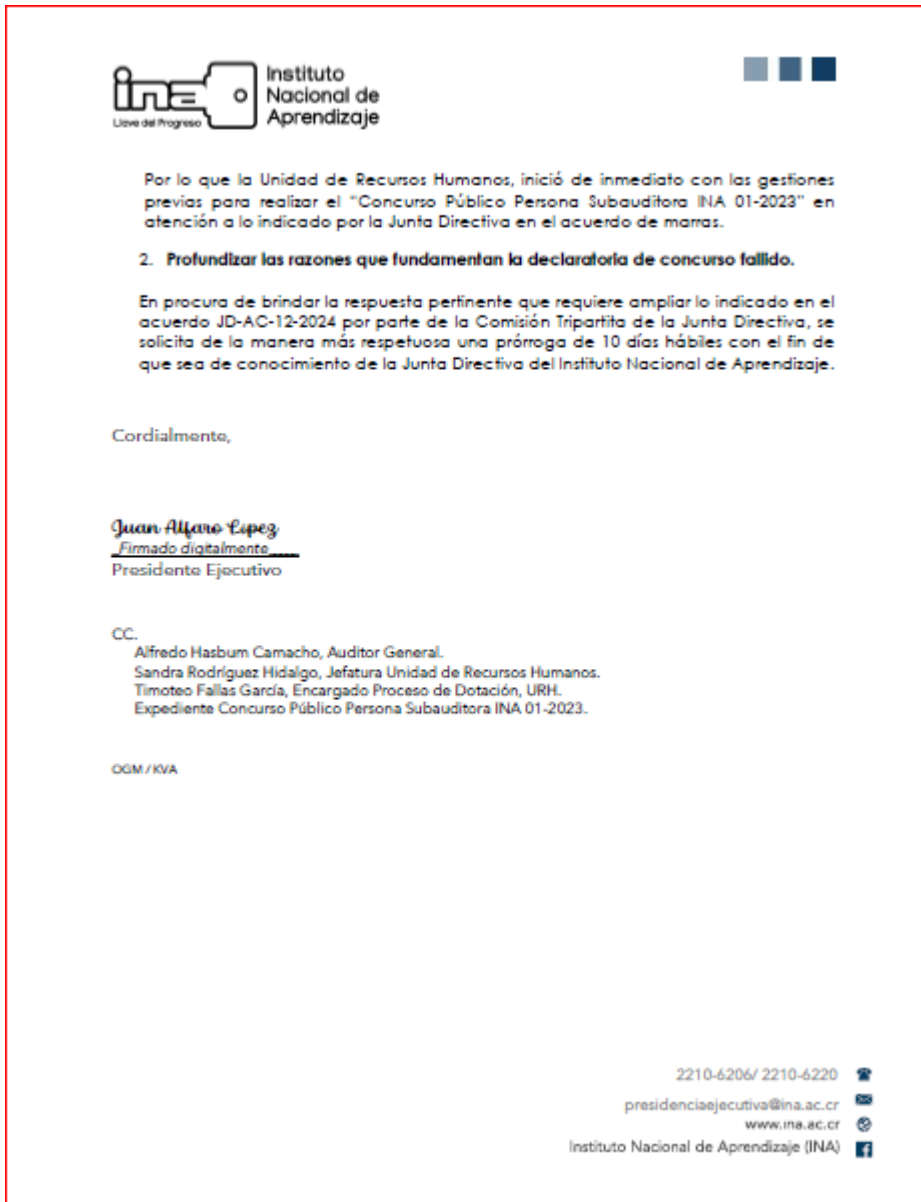 ina
Llave del Progreso
Instituto
Nacional de
Aprendizaje
Por lo que la Unidad de Recursos Humanos, inició de inmediato con las gestiones
previas para realizar el "Concurso Público Persona Subauditora INA 01-2023" en
atención a lo indicado por la Junta Directiva en el acuerdo de marras.
2. Profundizar las razones que fundamentan la declaratoria de concurso fallido.
En procura de brindar la respuesta pertinente que requiere ampliar lo indicado en el
acuerdo JD-AC-12-2024 por parte de la Comisión Tripartita de la Junta Directiva, se
solicita de la manera más respetuosa una prórroga de 10 días hábiles con el fin de
que sea de conocimiento de la Junta Directiva del Instituto Nacional de Aprendizaje.
Cordialmente,
Juan Alfaro López
_Firmado digitalmente____
Presidente Ejecutivo
CC.
Alfredo Hasbum Camacho, Auditor General.
Sandra Rodríguez Hidalgo, Jefatura Unidad de Recursos Humanos.
Timoteo Fallas García, Encargado Proceso de Dotación, URH.
Expediente Concurso Público Persona Subauditora INA 01-2023.
OGM / KVA
2210-6206/ 2210-6220
presidenciaejecutiva@ina.ac.cr
www.ina.ac.cr
Instituto Nacional de Aprendizaje (INA)